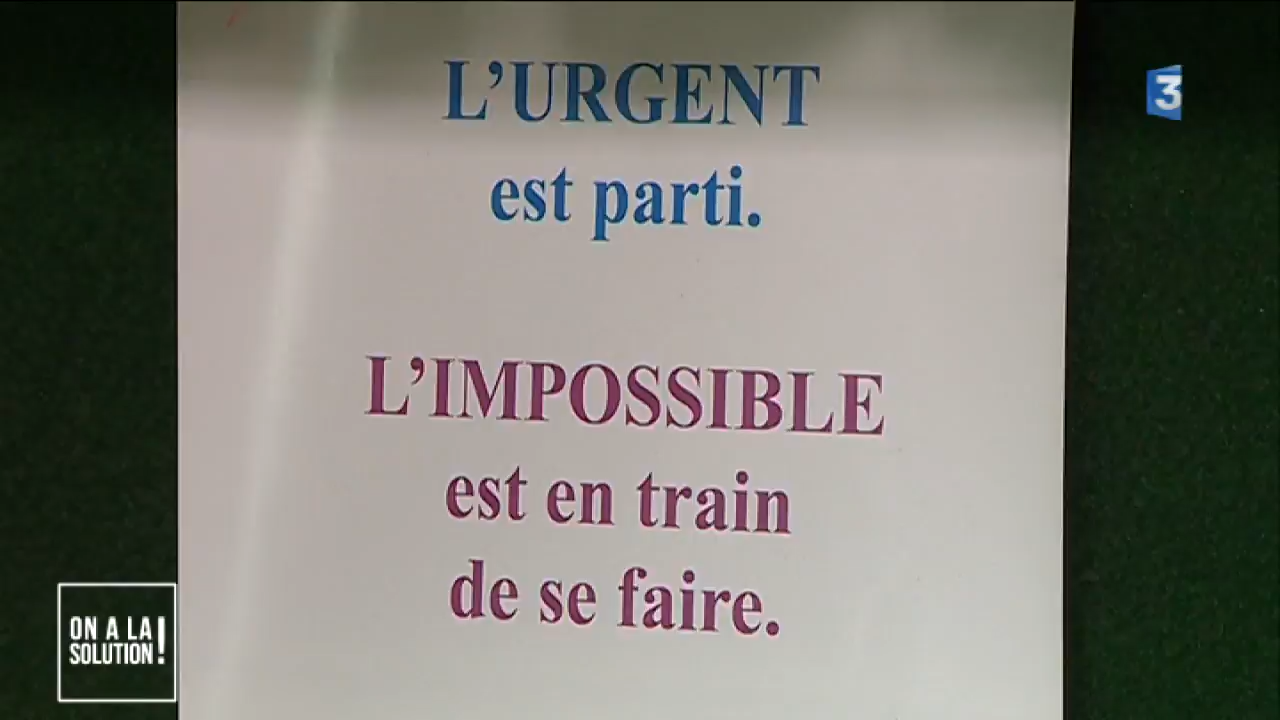 L'URGENT
est parti.
L'IMPOSSIBLE
est en train
de se faire.
3
ON A LA
SOLUTION!